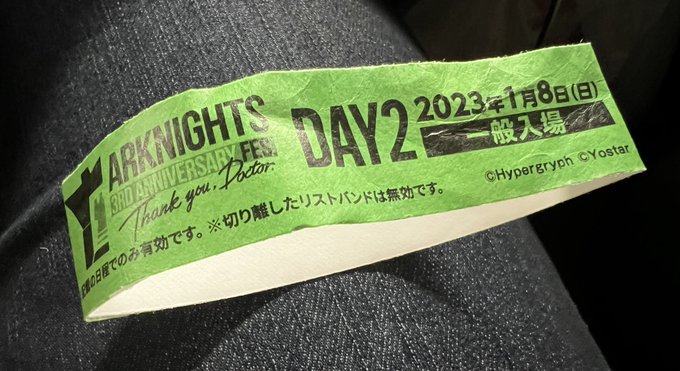 ARKNIGHTS
3RD ANNIVERSARY FES!
Thank you, Doctor.
DAY2
2023年1月8日(日)
一般入場
の日程でのみ有効です。※切り離したリストバンドは無効です。
©Hypergryph ©Yostar